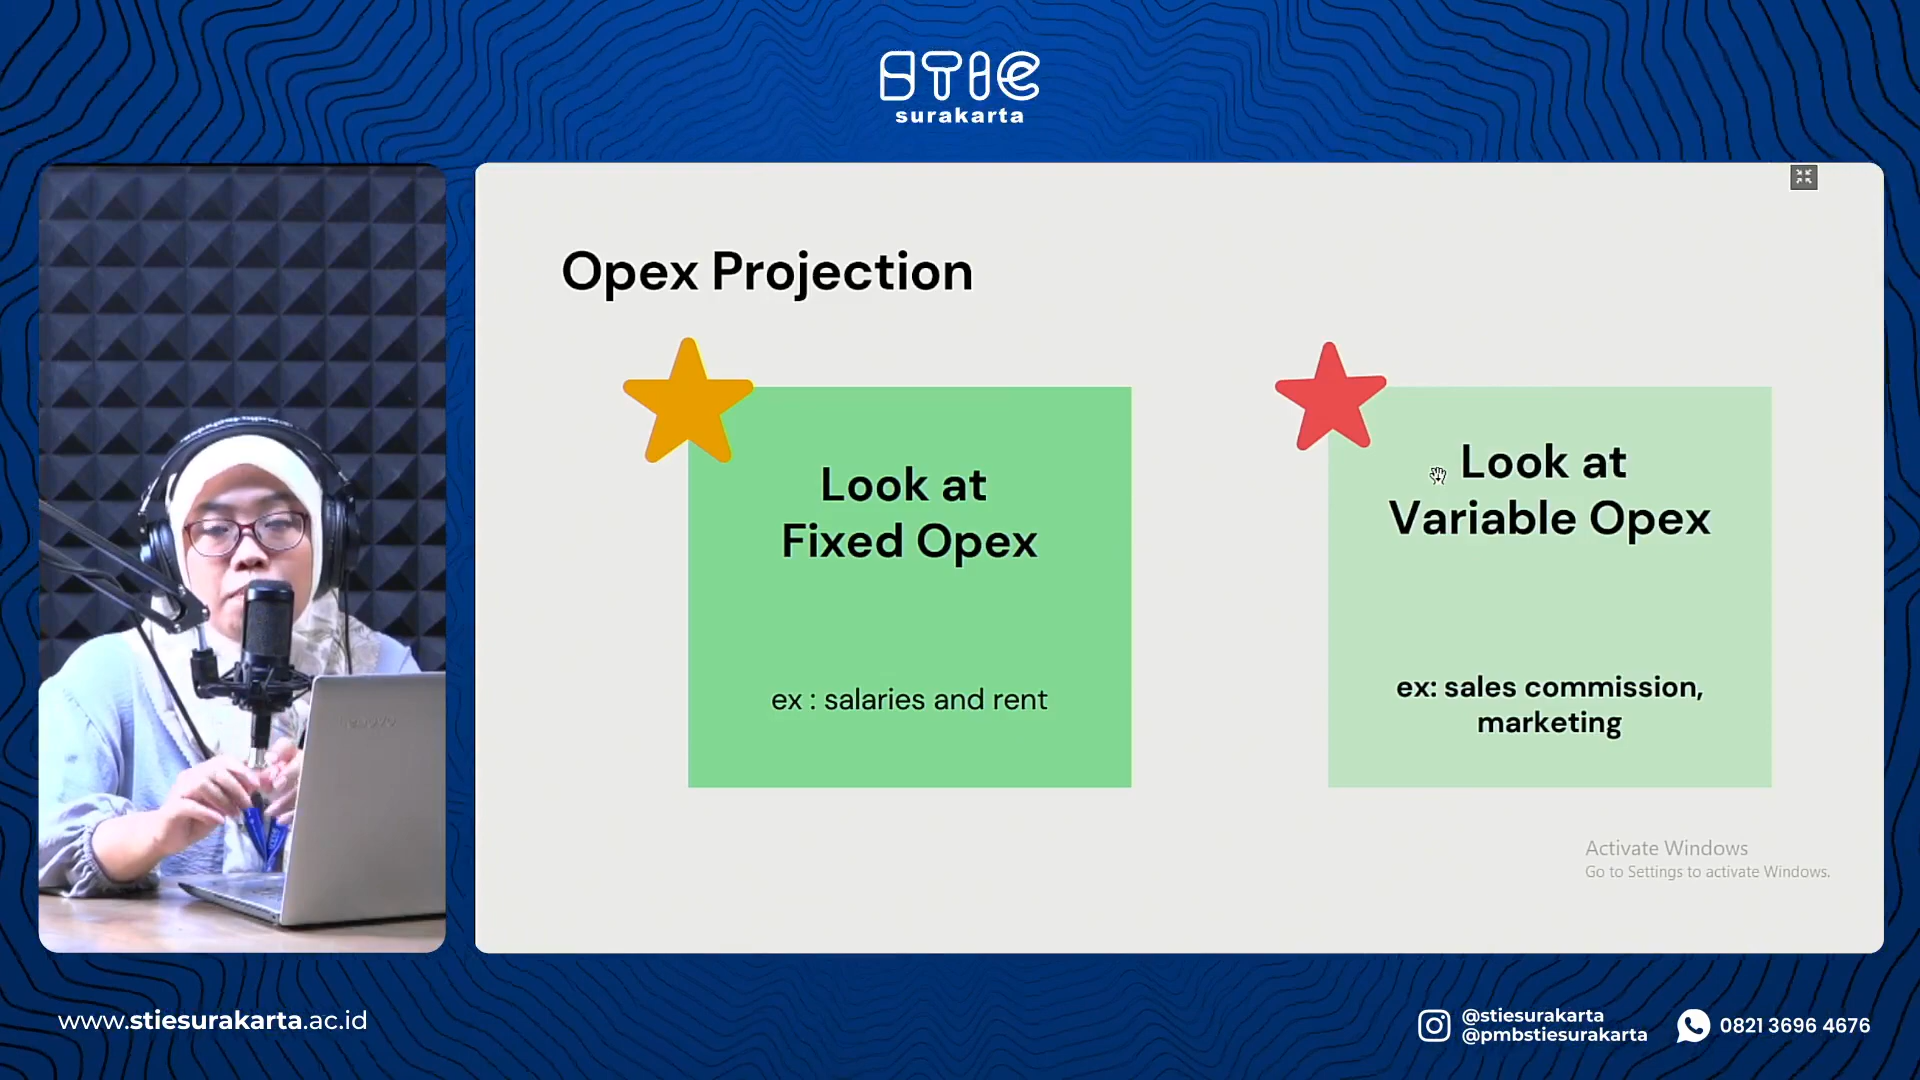 STIE
surakarta
Opex Projection
Look at
Fixed Opex
ex : salaries and rent
Look at
Variable Opex
ex: sales commission,
marketing
Activate Windows
Go to Settings to activate Windows.
www.stiesurakarta.ac.id
@stiesurakarta
@pmbstiesurakarta
0821 3696 4676